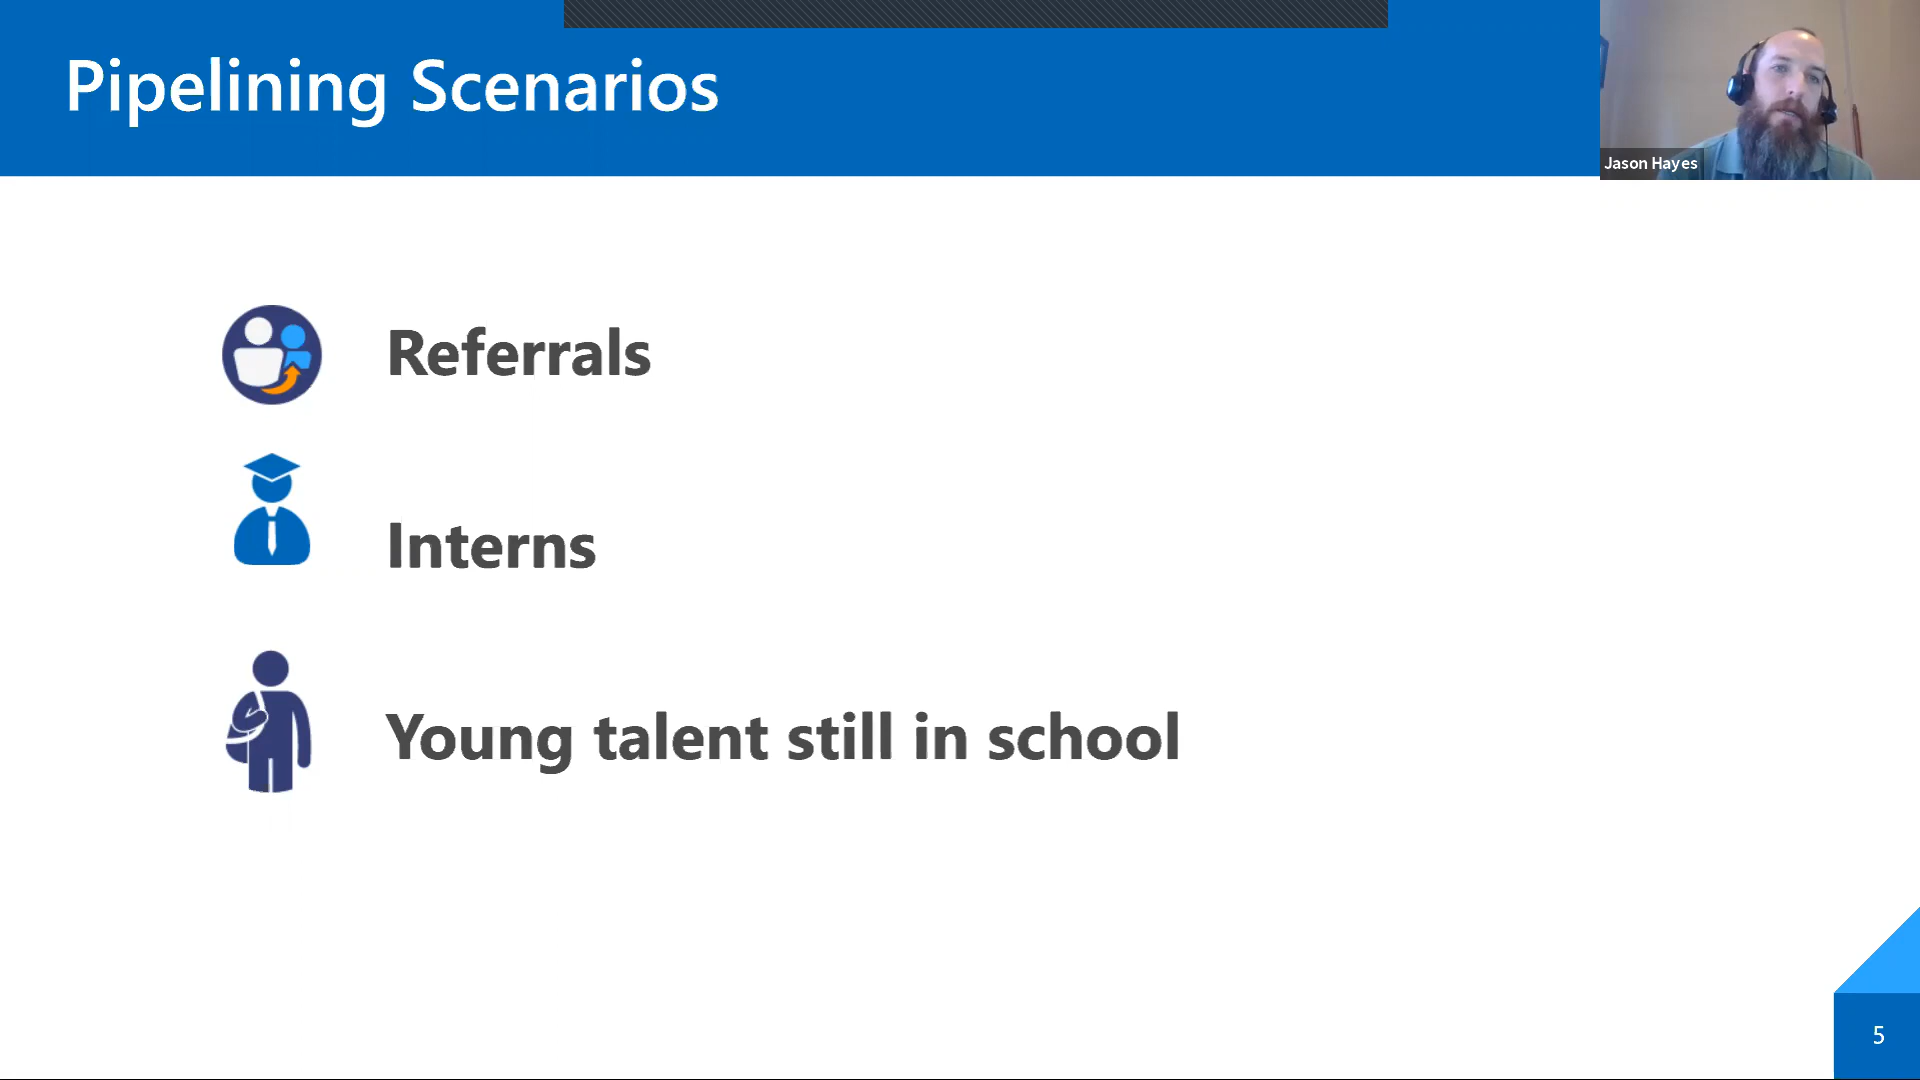 Pipelining Scenarios
Jason Hayes
Referrals
Interns
Young talent still in school
5